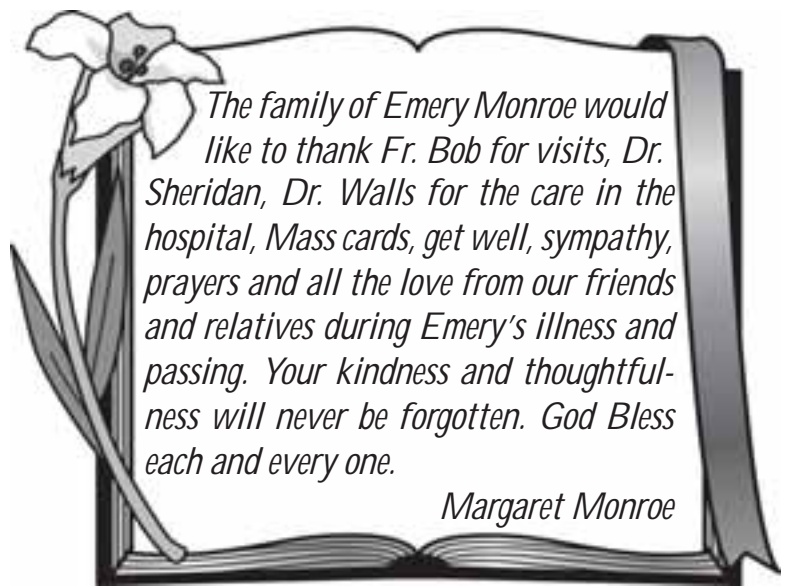 The family of Emery Monroe would
like to thank Fr. Bob for visits, Dr.
Sheridan, Dr. Walls for the care in the
hospital, Mass cards, get well, sympathy,
prayers and all the love from our friends
and relatives during Emery's illness and
passing. Your kindness and thoughtful-
ness will never be forgotten. God Bless
each and every one.
Margaret Monroe